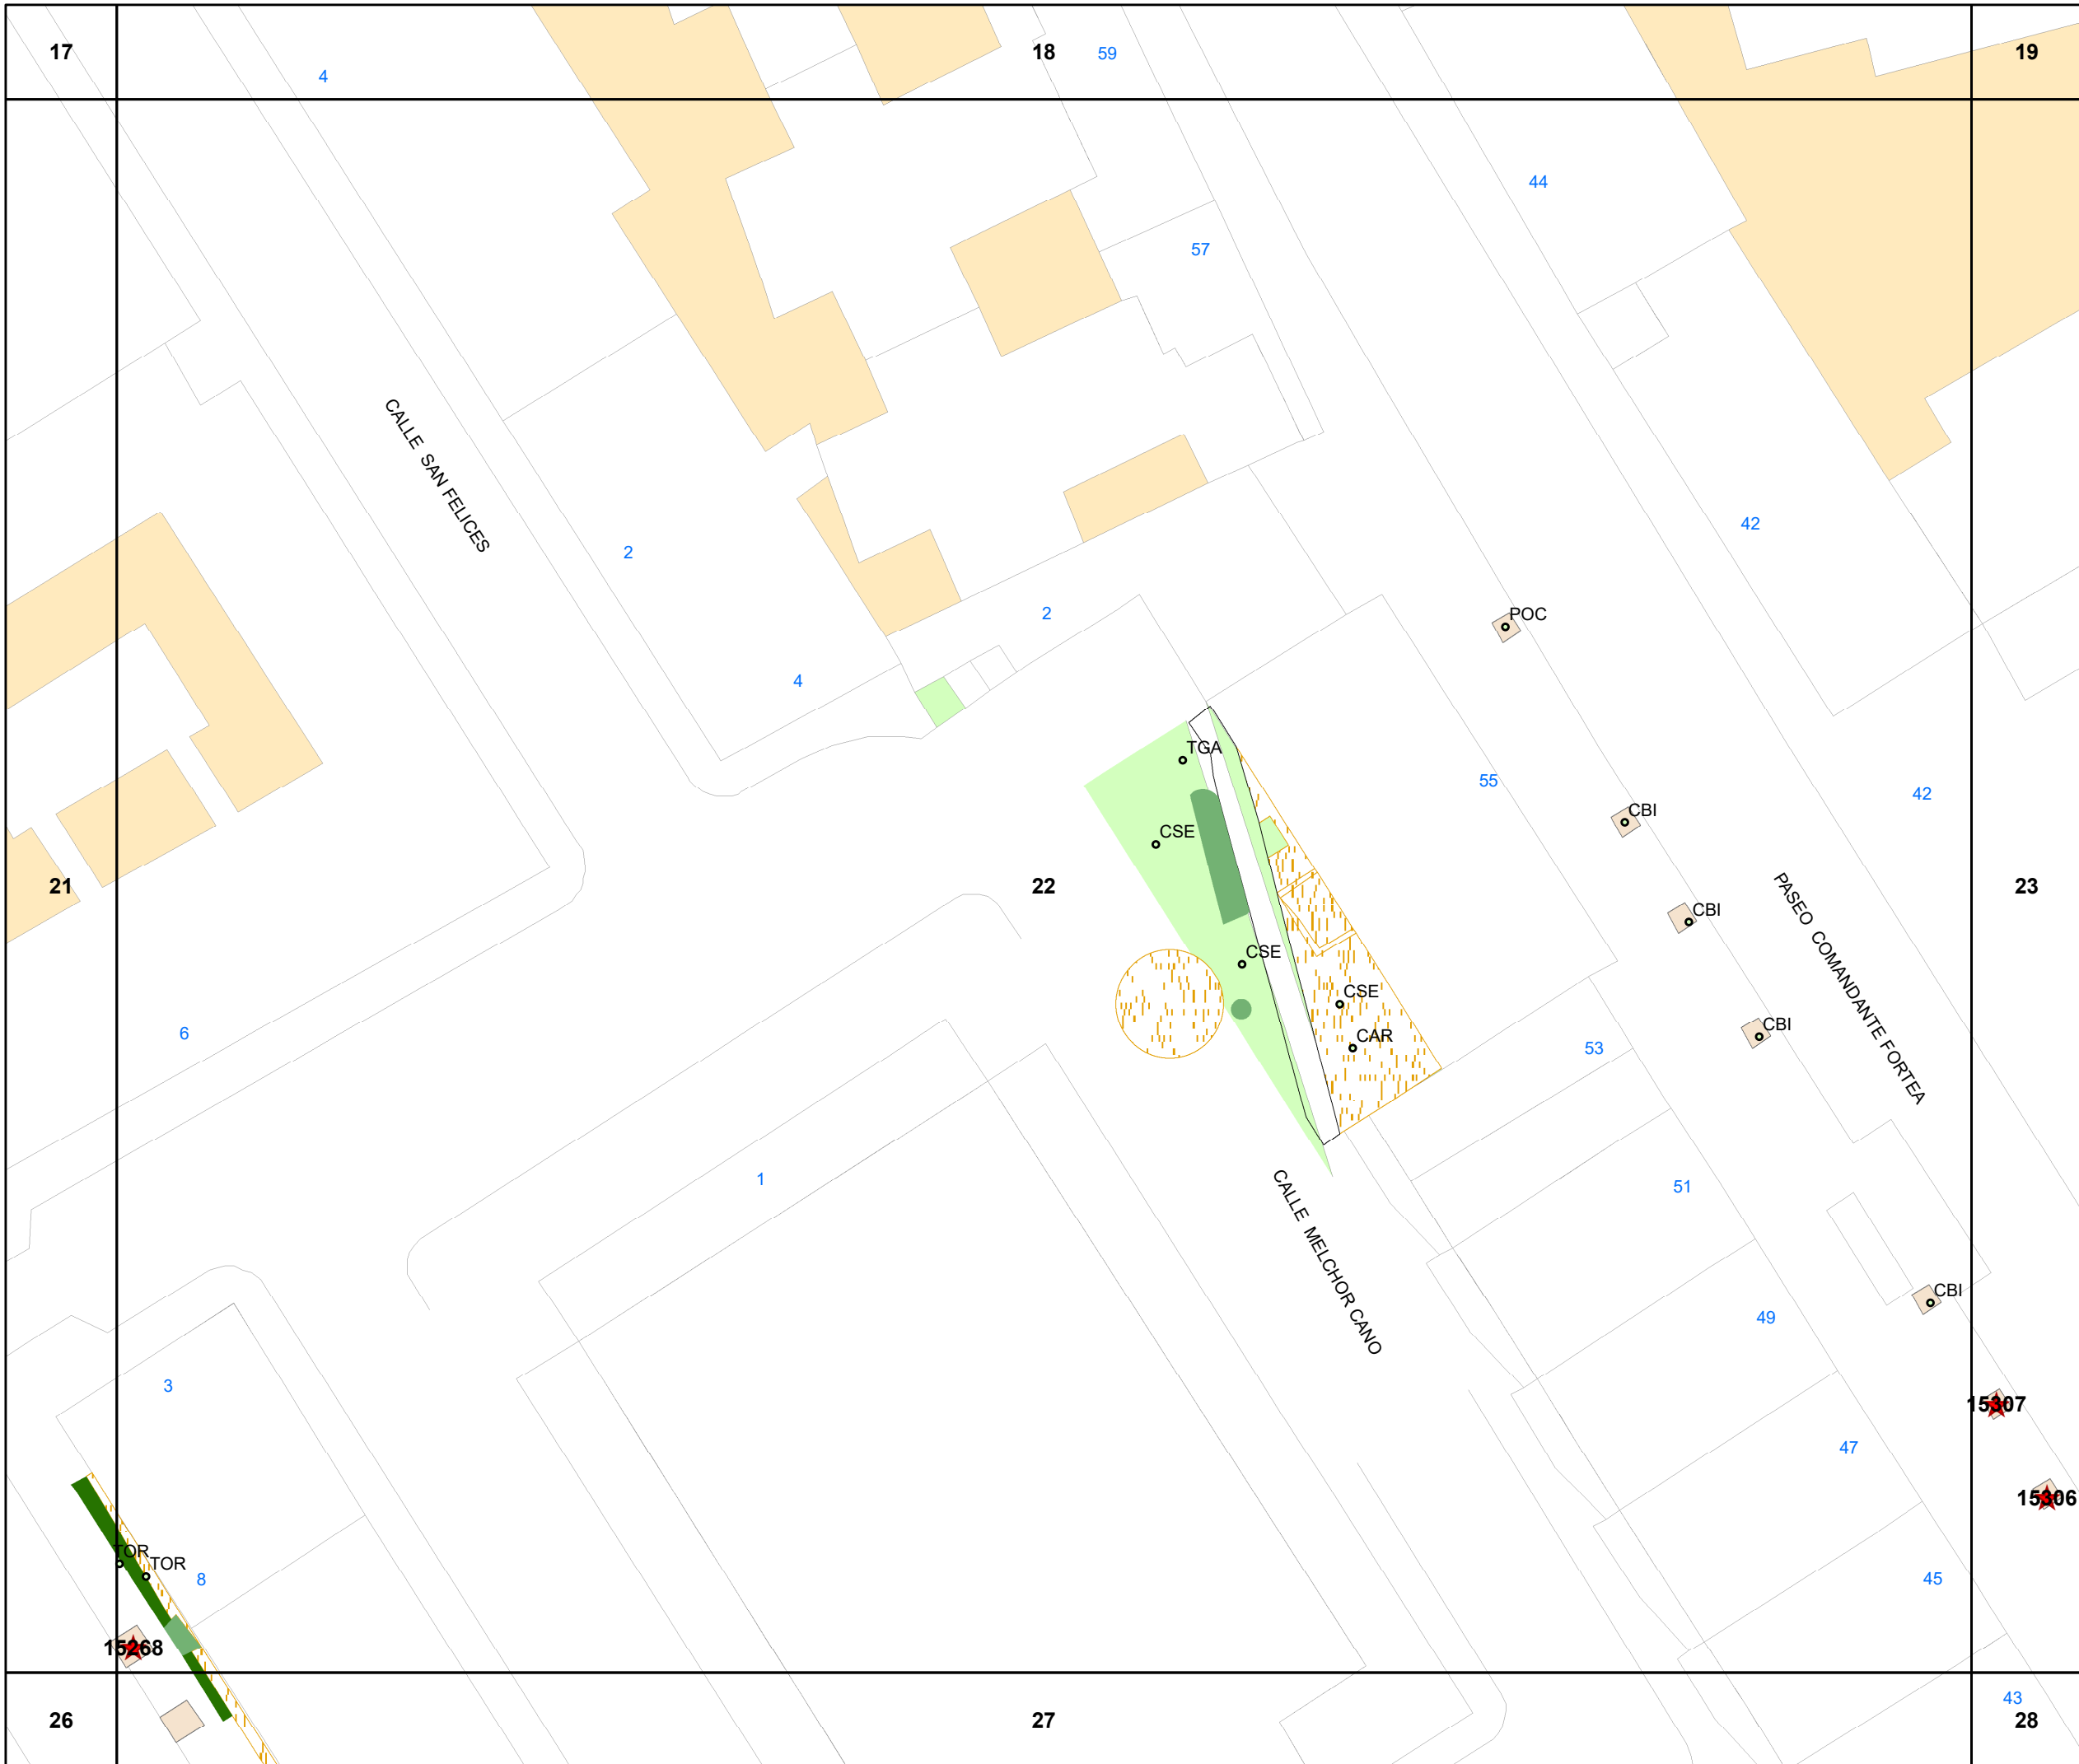 17
18
19
59
4
44
57
CALLE SAN FELICES
42
2
2
POC
4
TGA
55
42
CBI
CSE
21
22
23
PASEO COMANDANTE FORTEA
CBI
CSE
CSE
CBI
6
CAR
53
1
51
CALLE MELCHOR CANO
CBI
49
3
15307
47
15306
TOR
TOR
8
45
15268
43
26
27
28